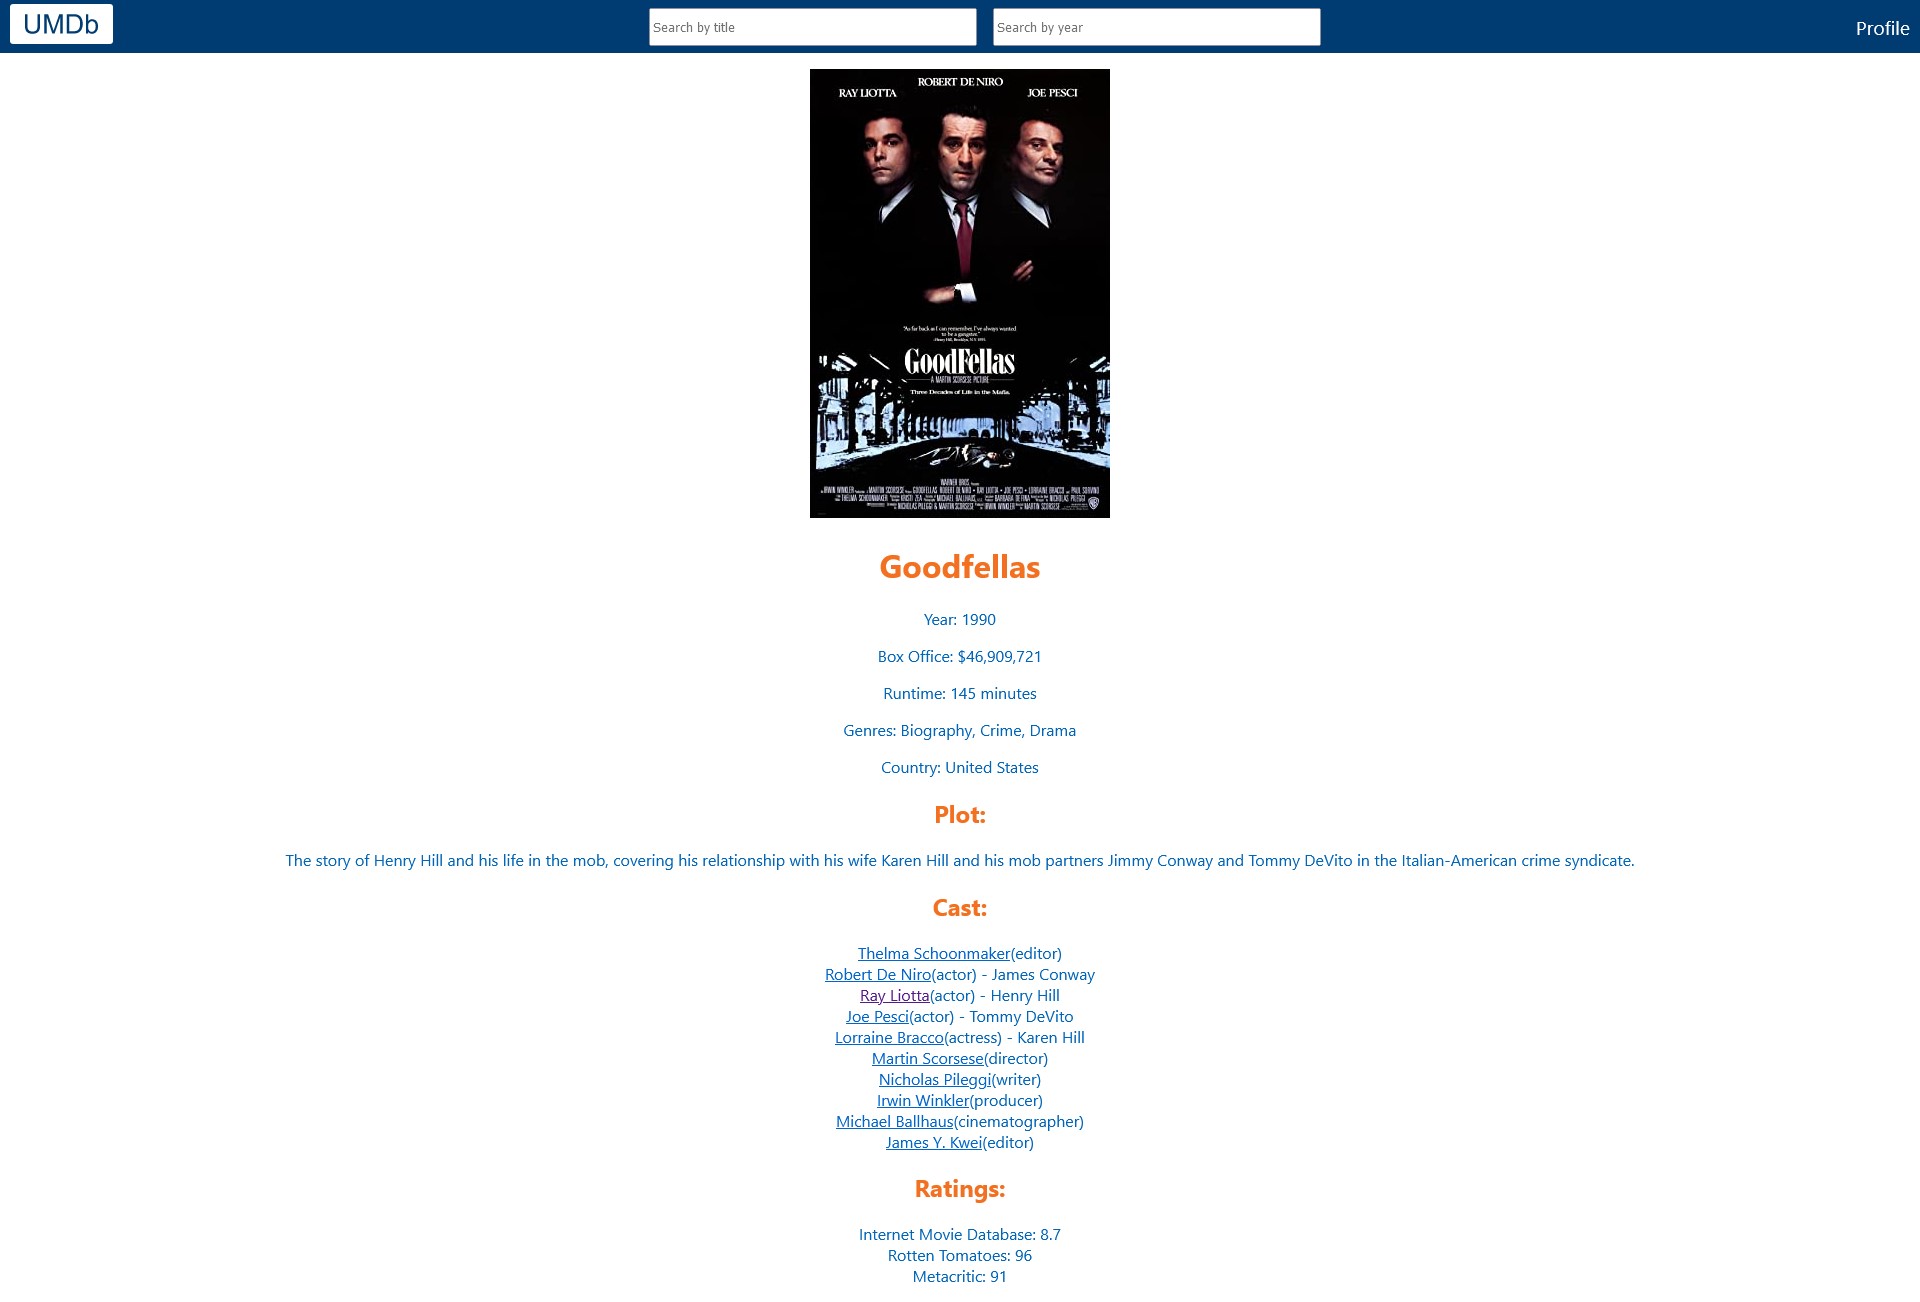 UMDb
Search by title
Search by year
Profile
ROBERT DE NIRO
RAY LIOTTA
JOE PESCI
"As far back as I can remember, I've always wanted
to be a gangster."
--Henry Hill, Brooklyn, N.Y. 1955.
GoodFellas
A MARTIN SCORSESE PICTURE
Three Decades of Life in the Mafia.
WARNER BROS.
Goodfellas
Year: 1990
Box Office: $46,909,721
Runtime: 145 minutes
Genres: Biography, Crime, Drama
Country: United States
Plot:
The story of Henry Hill and his life in the mob, covering his relationship with his wife Karen Hill and his mob partners Jimmy Conway and Tommy DeVito in the Italian-American crime syndicate.
Cast:
Thelma Schoonmaker(editor)
Robert De Niro(actor) - James Conway
Ray Liotta(actor) - Henry Hill
Joe Pesci(actor) - Tommy DeVito
Lorraine Bracco(actress) - Karen Hill
Martin Scorsese(director)
Nicholas Pileggi(writer)
Irwin Winkler(producer)
Michael Ballhaus(cinematographer)
James Y. Kwei(editor)
Ratings:
Internet Movie Database: 8.7
Rotten Tomatoes: 96
Metacritic: 91